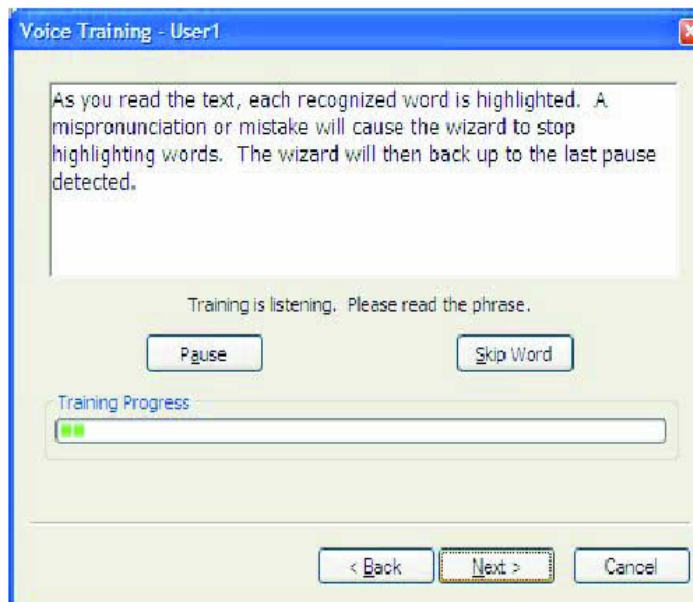 Voice Training - User1
As you read the text, each recognized word is highlighted.  A
mispronunciation or mistake will cause the wizard to stop
highlighting words.  The wizard will then back up to the last pause
detected.
Training is listening.  Please read the phrase.
Pause
Skip Word
Training Progress
< Back
Next >
Cancel